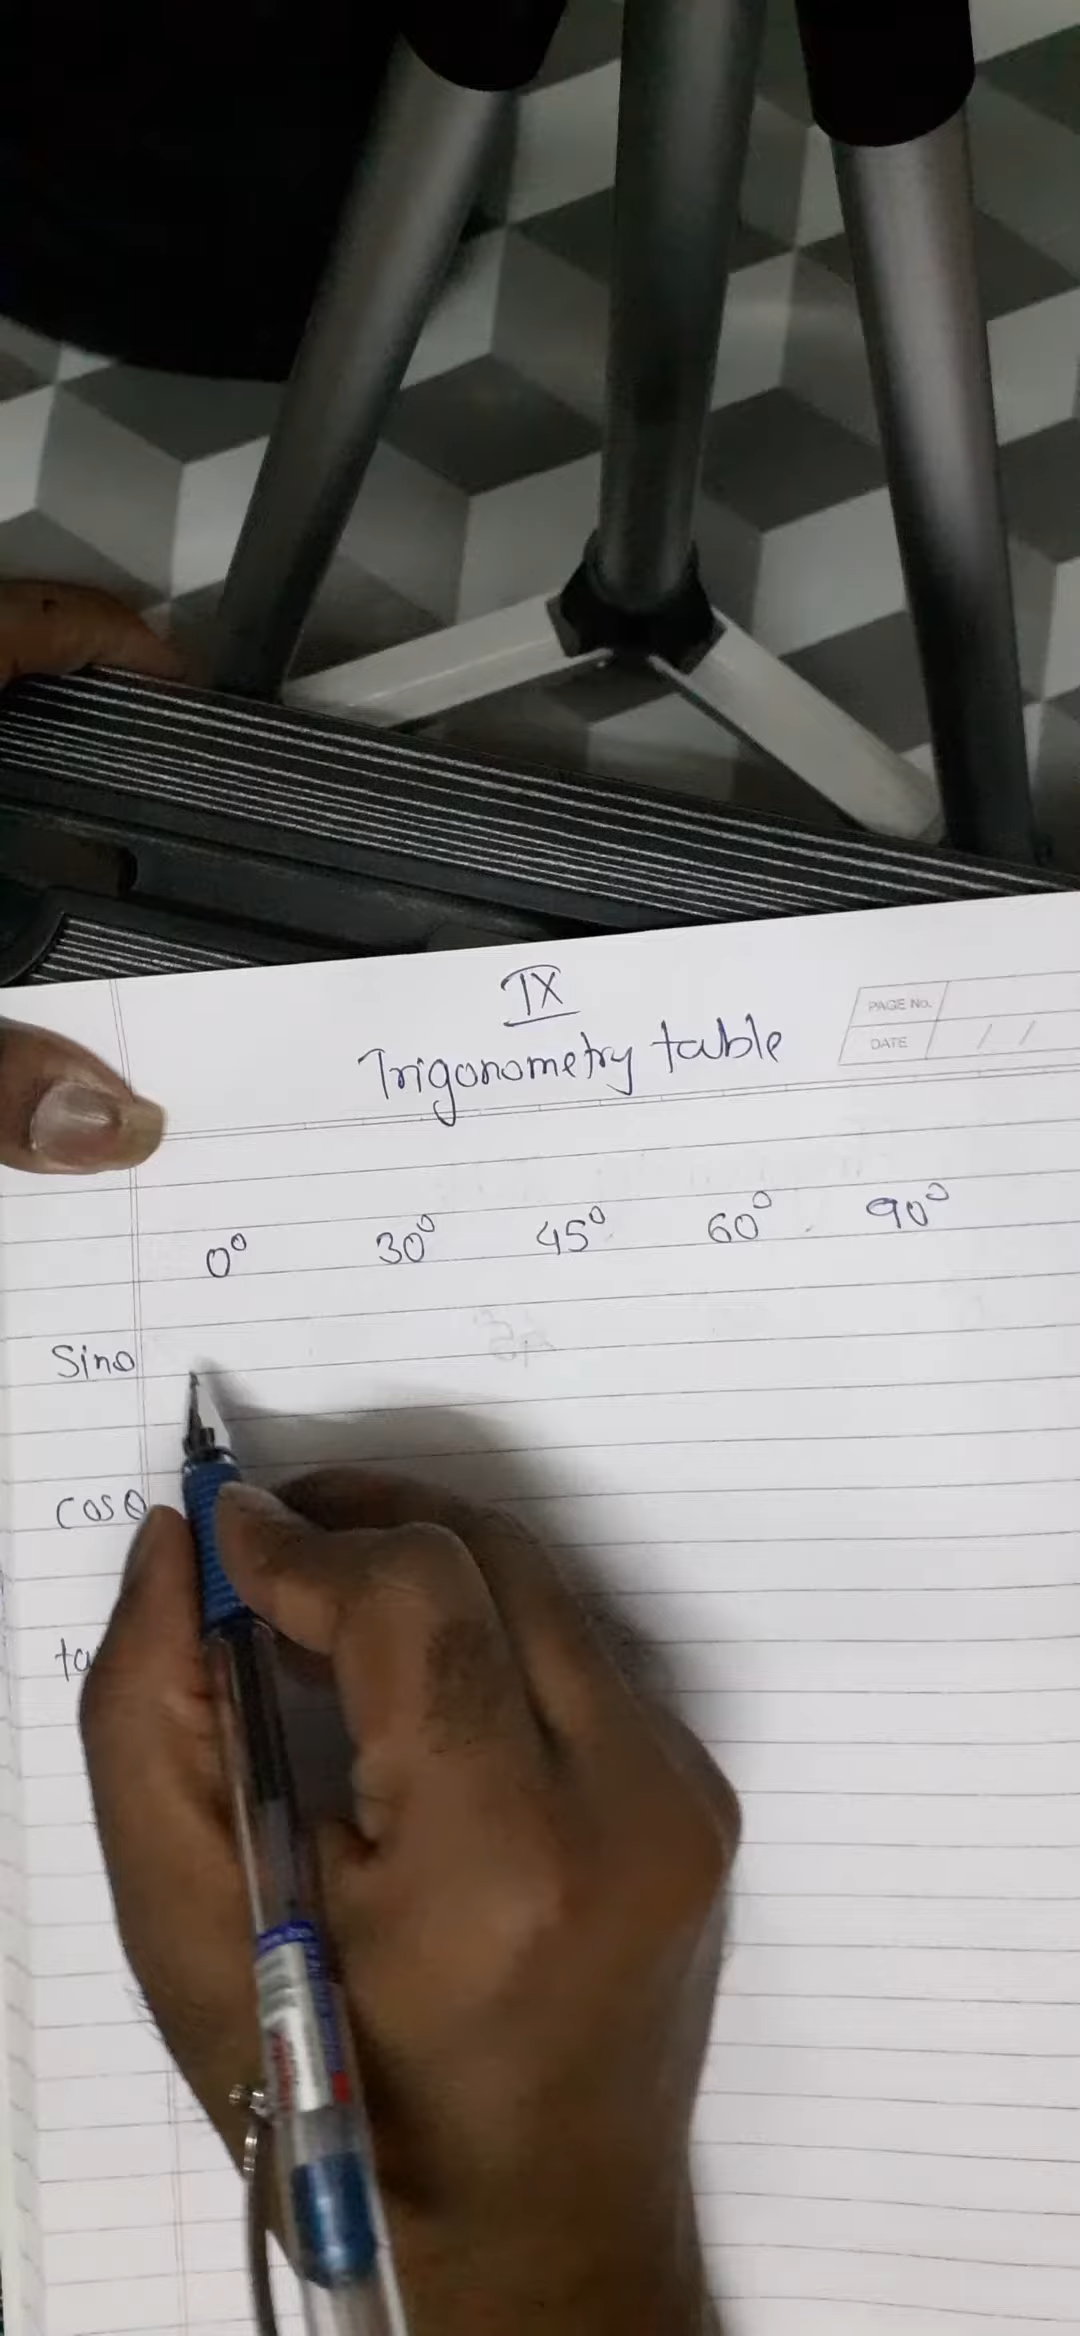 IX
Trigonometry table
PAGE No.
DATE / /
0° 30° 45° 60° 90°
Sinθ
cosθ